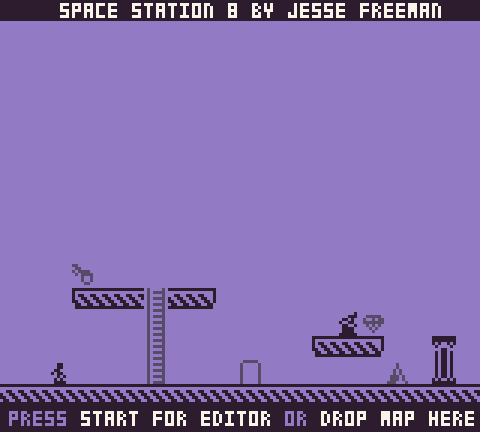 SPACE STATION 8 BY JESSE FREEMAN
PRESS START FOR EDITOR OR DROP MAP HERE